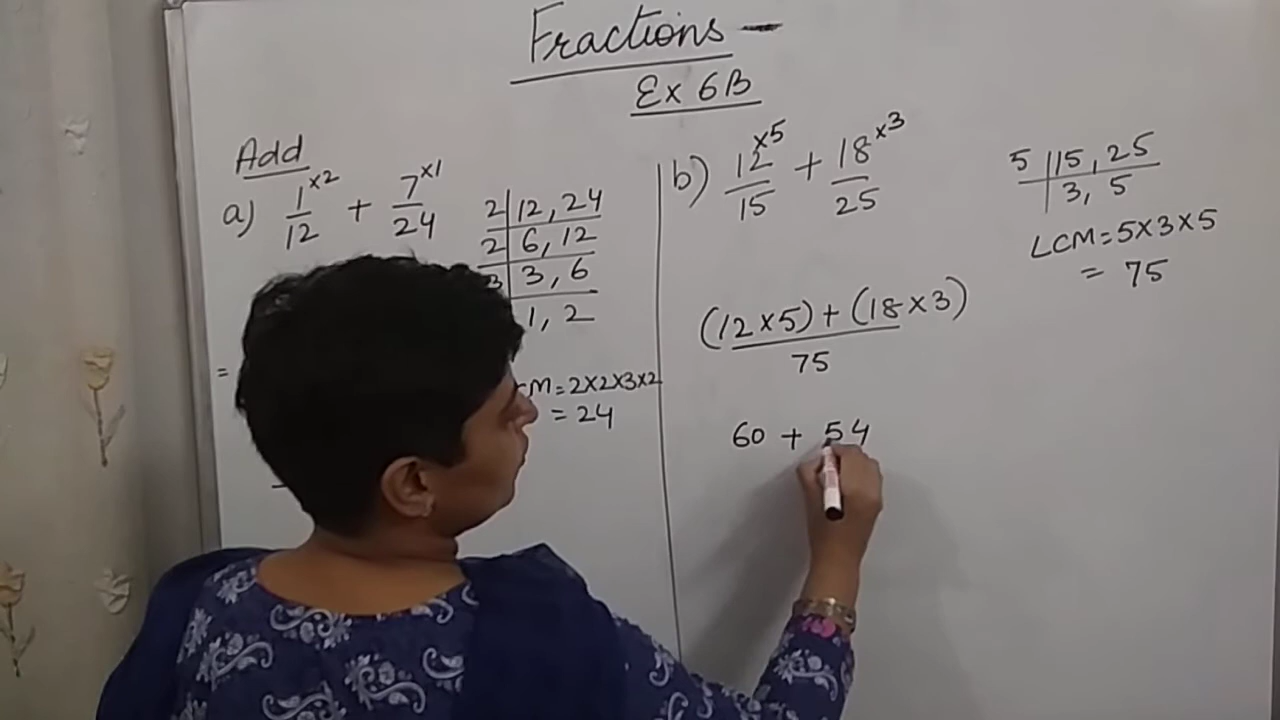 Fractions -
Ex 6B
Add
a) 1/12 ×2 + 7/24 ×1
2 | 12, 24
2 | 6, 12
3 | 3, 6
1, 2
=
CM = 2×2×3×2
= 24
b) 12/15 ×5 + 18/25 ×3
(12×5) + (18×3)
75
60 + 54
5 | 15, 25
3, 5
LCM = 5×3×5
= 75